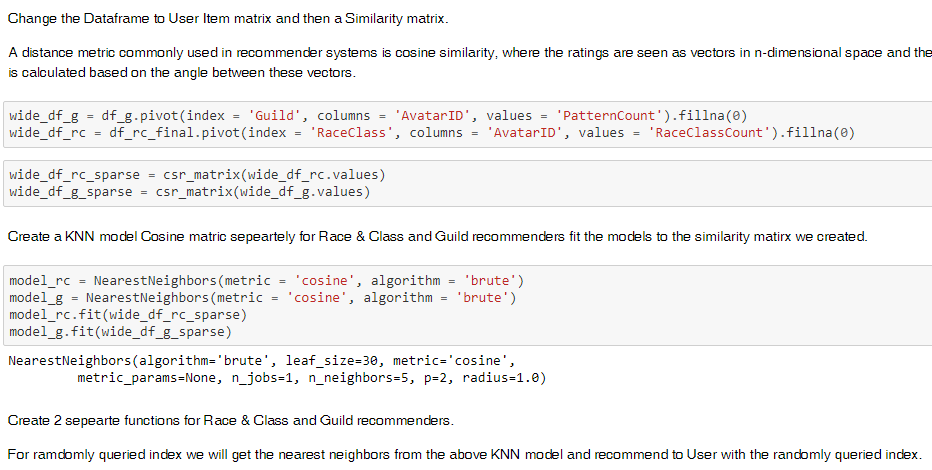 Change the Dataframe to User Item matrix and then a Similarity matrix.
A distance metric commonly used in recommender systems is cosine similarity, where the ratings are seen as vectors in n-dimensional space and the
is calculated based on the angle between these vectors.
wide_df_g = df_g.pivot(index = 'Guild', columns = 'AvatarID', values = 'PatternCount').fillna(0)
wide_df_rc = df_rc_final.pivot(index = 'RaceClass', columns = 'AvatarID', values = 'RaceClassCount').fillna(0)
wide_df_rc_sparse = csr_matrix(wide_df_rc.values)
wide_df_g_sparse = csr_matrix(wide_df_g.values)
Create a KNN model Cosine matric sepeartely for Race & Class and Guild recommenders fit the models to the similarity matirx we created.
model_rc = NearestNeighbors(metric = 'cosine', algorithm = 'brute')
model_g = NearestNeighbors(metric = 'cosine', algorithm = 'brute')
model_rc.fit(wide_df_rc_sparse)
model_g.fit(wide_df_g_sparse)
NearestNeighbors(algorithm='brute', leaf_size=30, metric='cosine',
metric_params=None, n_jobs=1, n_neighbors=5, p=2, radius=1.0)
Create 2 sepearte functions for Race & Class and Guild recommenders.
For ramdomly queried index we will get the nearest neighbors from the above KNN model and recommend to User with the randomly queried index.